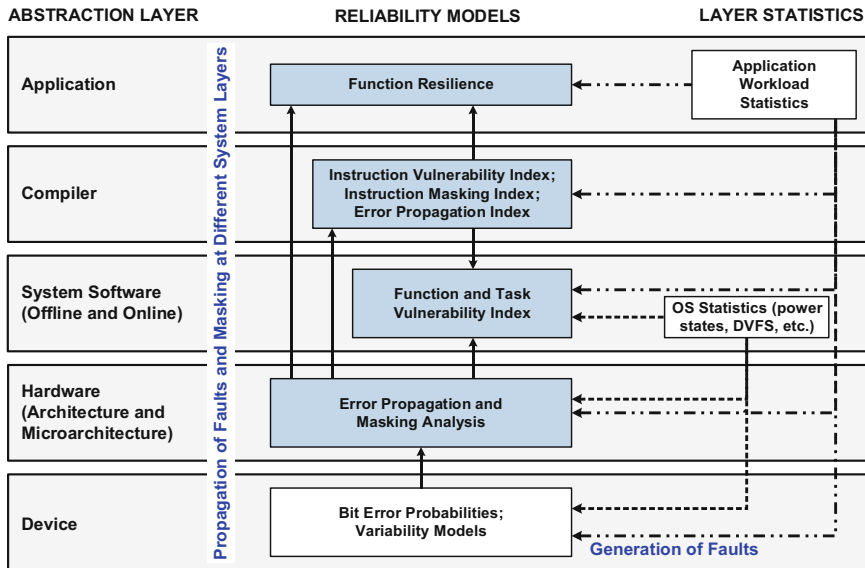 ABSTRACTION LAYER
RELIABILITY MODELS
LAYER STATISTICS
Propagation of Faults and Masking at Different System Layers
Application
Function Resilience
Application
Workload
Statistics
Compiler
Instruction Vulnerability Index;
Instruction Masking Index;
Error Propagation Index
System Software
(Offline and Online)
Function and Task
Vulnerability Index
OS Statistics (power
states, DVFS, etc.)
Hardware
(Architecture and
Microarchitecture)
Error Propagation and
Masking Analysis
Device
Bit Error Probabilities;
Variability Models
Generation of Faults